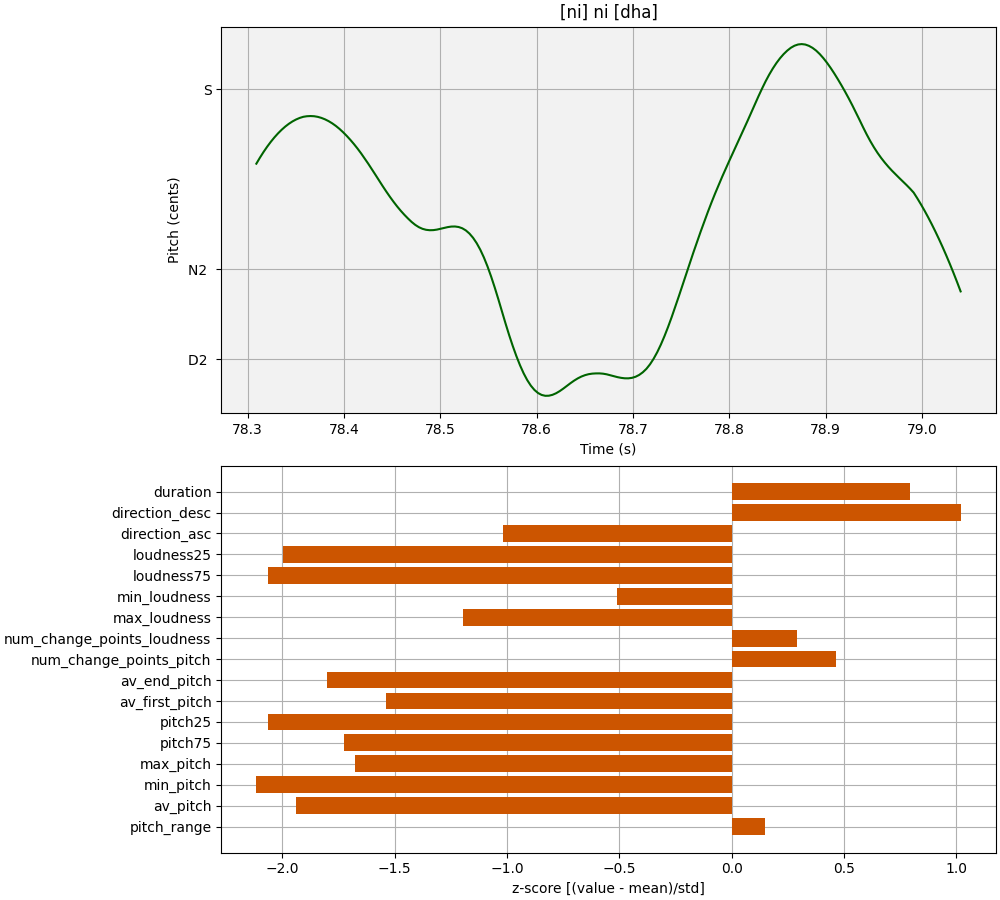 [ni] ni [dha]
S
N2
D2
Pitch (cents)
78.3 78.4 78.5 78.6 78.7 78.8 78.9 79.0
Time (s)
duration
direction_desc
direction_asc
loudness25
loudness75
min_loudness
max_loudness
num_change_points_loudness
num_change_points_pitch
av_end_pitch
av_first_pitch
pitch25
pitch75
max_pitch
min_pitch
av_pitch
pitch_range
−2.0 −1.5 −1.0 −0.5 0.0 0.5 1.0
z-score [(value - mean)/std]